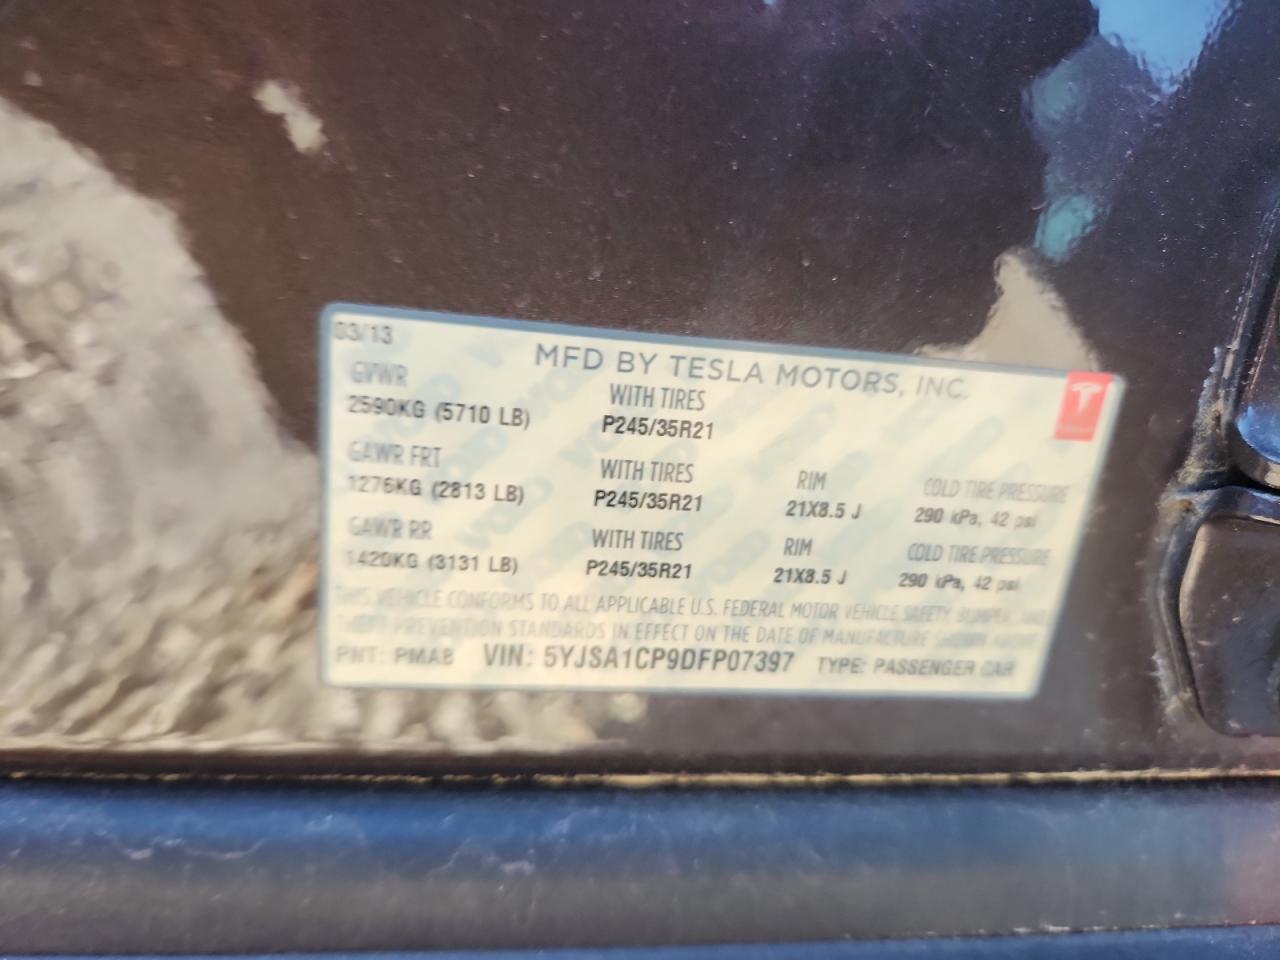 03/13
MFD BY TESLA MOTORS, INC.
GVWR WITH TIRES
2590KG (5710 LB) P245/35R21
GAWR FRT WITH TIRES RIM COLD TIRE PRESSURE
1276KG (2813 LB) P245/35R21 21X8.5 J 290 kPa, 42 psi
GAWR RR WITH TIRES RIM COLD TIRE PRESSURE
1420KG (3131 LB) P245/35R21 21X8.5 J 290 kPa, 42 psi
THIS VEHICLE CONFORMS TO ALL APPLICABLE U.S. FEDERAL MOTOR VEHICLE SAFETY, BUMPER, AND
THEFT PREVENTION STANDARDS IN EFFECT ON THE DATE OF MANUFACTURE SHOWN ABOVE
PNT: PMAB VIN: 5YJSA1CP9DFP07397 TYPE: PASSENGER CAR